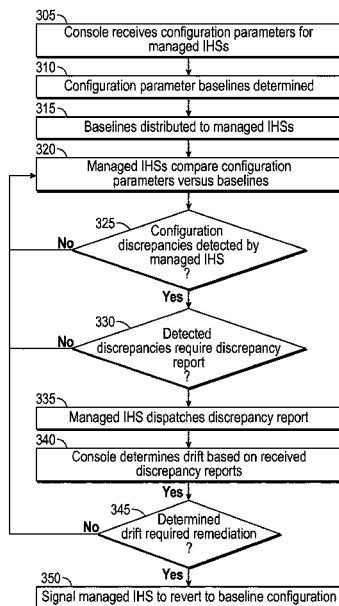 305
Console receives configuration parameters for
managed IHSs
310
Configuration parameter baselines determined
315
Baselines distributed to managed IHSs
320
Managed IHSs compare configuration
parameters versus baselines
325
No
Configuration
discrepancies detected by
managed IHS
?
Yes
330
No
Detected
discrepancies require discrepancy
report
?
Yes
335
Managed IHS dispatches discrepancy report
340
Console determines drift based on received
discrepancy reports
Yes
345
No
Determined
drift required remediation
?
Yes
350
Signal managed IHS to revert to baseline configuration